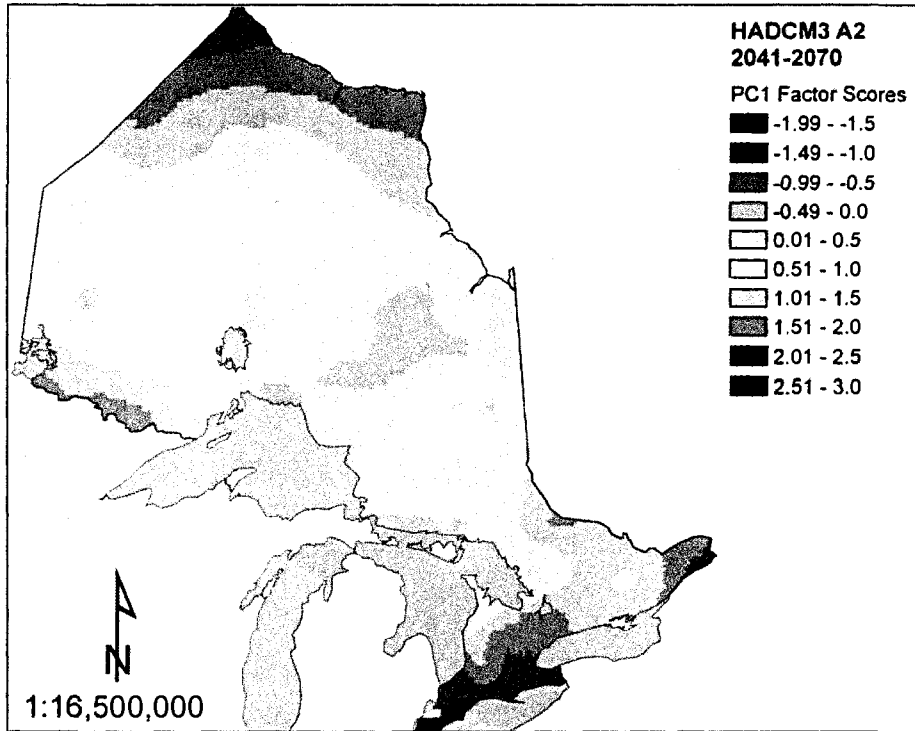 HADCM3 A2
2041-2070
PC1 Factor Scores
-1.99 - -1.5
-1.49 - -1.0
-0.99 - -0.5
-0.49 - 0.0
0.01 - 0.5
0.51 - 1.0
1.01 - 1.5
1.51 - 2.0
2.01 - 2.5
2.51 - 3.0
N
1:16,500,000